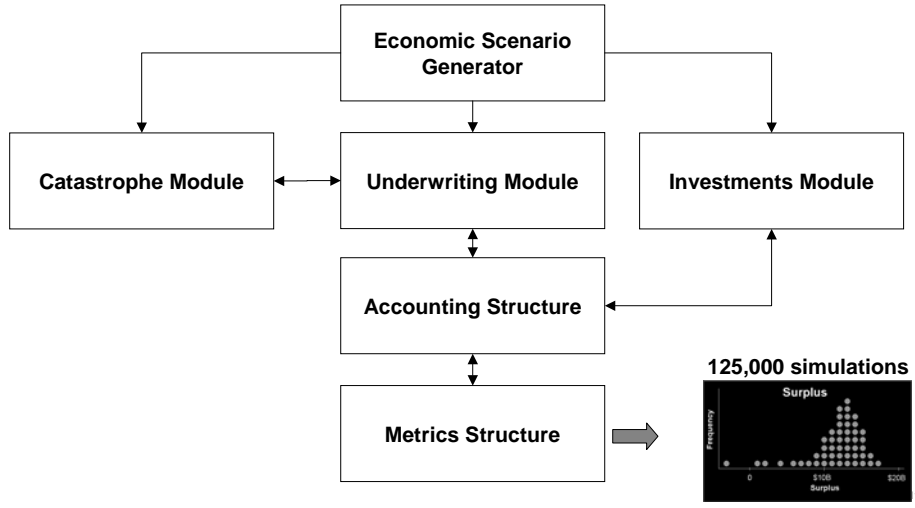 Economic Scenario
Generator
Catastrophe Module
Underwriting Module
Investments Module
Accounting Structure
Metrics Structure
125,000 simulations
Surplus
Frequency
0
$10B
$20B
Surplus